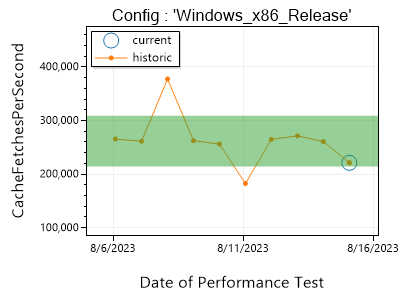 Config : 'Windows_x86_Release'
current
historic
CacheFetchesPerSecond
400,000
300,000
200,000
100,000
8/6/2023
8/11/2023
8/16/2023
Date of Performance Test